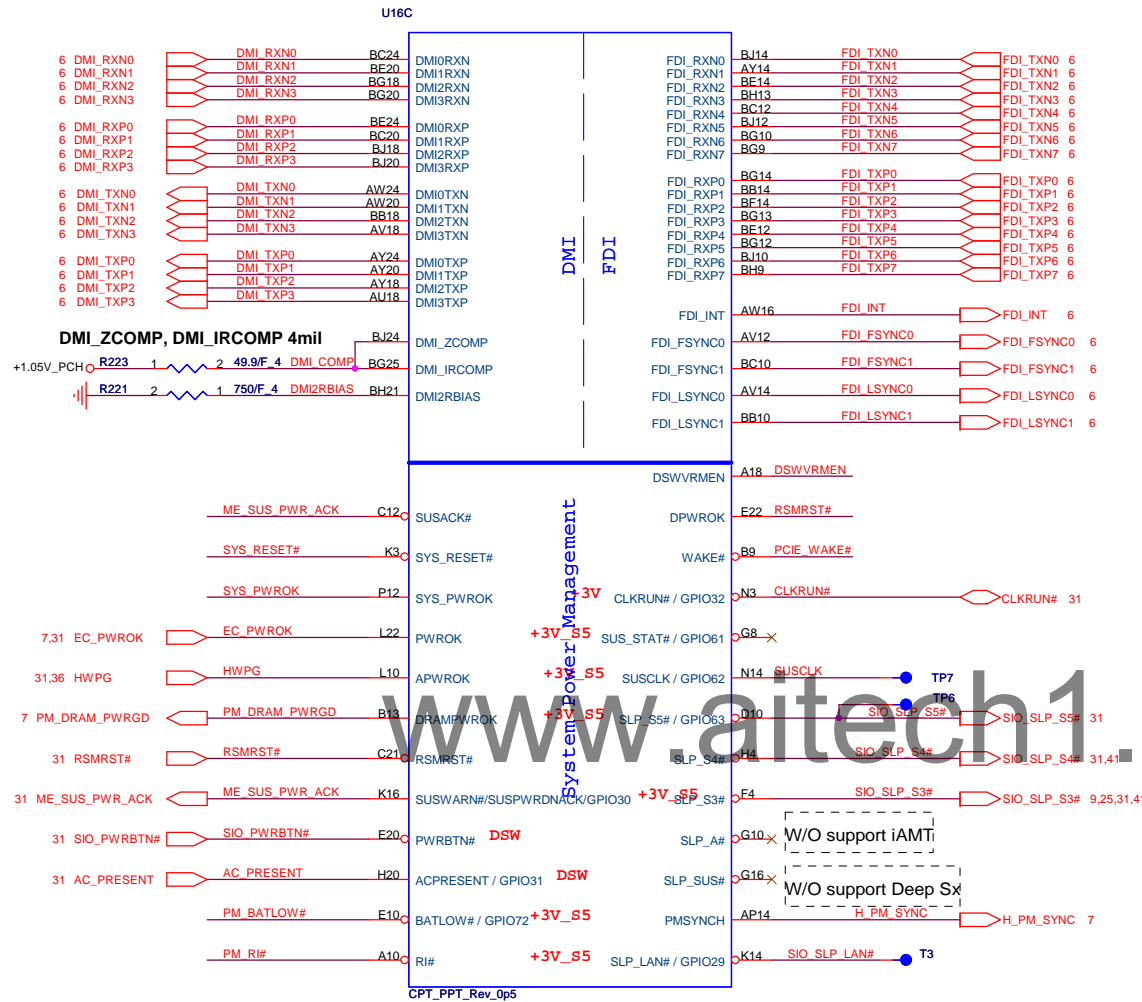 U16C
6 DMI_RXN0 DMI_RXN0 BC24 DMI0RXN FDI_RXN0 BJ14 FDI_TXN0 FDI_TXN0 6
6 DMI_RXN1 DMI_RXN1 BE20 DMI1RXN FDI_RXN1 AY14 FDI_TXN1 FDI_TXN1 6
6 DMI_RXN2 DMI_RXN2 BG18 DMI2RXN FDI_RXN2 BE14 FDI_TXN2 FDI_TXN2 6
6 DMI_RXN3 DMI_RXN3 BG20 DMI3RXN FDI_RXN3 BH13 FDI_TXN3 FDI_TXN3 6
FDI_RXN4 BC12 FDI_TXN4 FDI_TXN4 6
6 DMI_RXP0 DMI_RXP0 BE24 DMI0RXP FDI_RXN5 BJ12 FDI_TXN5 FDI_TXN5 6
6 DMI_RXP1 DMI_RXP1 BC20 DMI1RXP FDI_RXN6 BG10 FDI_TXN6 FDI_TXN6 6
6 DMI_RXP2 DMI_RXP2 BJ18 DMI2RXP FDI_RXN7 BG9 FDI_TXN7 FDI_TXN7 6
6 DMI_RXP3 DMI_RXP3 BJ20 DMI3RXP
FDI_RXP0 BG14 FDI_TXP0 FDI_TXP0 6
6 DMI_TXN0 DMI_TXN0 AW24 DMI0TXN FDI_RXP1 BB14 FDI_TXP1 FDI_TXP1 6
6 DMI_TXN1 DMI_TXN1 AW20 DMI1TXN FDI_RXP2 BF14 FDI_TXP2 FDI_TXP2 6
6 DMI_TXN2 DMI_TXN2 BB18 DMI2TXN FDI_RXP3 BG13 FDI_TXP3 FDI_TXP3 6
6 DMI_TXN3 DMI_TXN3 AV18 DMI3TXN FDI_RXP4 BE12 FDI_TXP4 FDI_TXP4 6
FDI_RXP5 BG12 FDI_TXP5 FDI_TXP5 6
6 DMI_TXP0 DMI_TXP0 AY24 DMI0TXP FDI_RXP6 BJ10 FDI_TXP6 FDI_TXP6 6
6 DMI_TXP1 DMI_TXP1 AY20 DMI1TXP FDI_RXP7 BH9 FDI_TXP7 FDI_TXP7 6
6 DMI_TXP2 DMI_TXP2 AY18 DMI2TXP
6 DMI_TXP3 DMI_TXP3 AU18 DMI3TXP
DMI
FDI
FDI_INT AW16 FDI_INT FDI_INT 6
DMI_ZCOMP, DMI_IRCOMP 4mil
BJ24 DMI_ZCOMP FDI_FSYNC0 AV12 FDI_FSYNC0 FDI_FSYNC0 6
+1.05V_PCH R223 1 2 49.9/F_4 DMI_COMP BG25 DMI_IRCOMP FDI_FSYNC1 BC10 FDI_FSYNC1 FDI_FSYNC1 6
R221 2 1 750/F_4 DMI2RBIAS BH21 DMI2RBIAS FDI_LSYNC0 AV14 FDI_LSYNC0 FDI_LSYNC0 6
FDI_LSYNC1 BB10 FDI_LSYNC1 FDI_LSYNC1 6
DSWVRMEN A18 DSWVRMEN
System Power Management
ME_SUS_PWR_ACK C12 SUSACK# DPWROK E22 RSMRST#
SYS_RESET# K3 SYS_RESET# WAKE# B9 PCIE_WAKE#
SYS_PWROK P12 SYS_PWROK +3V CLKRUN# / GPIO32 N3 CLKRUN# CLKRUN# 31
7,31 EC_PWROK EC_PWROK L22 PWROK +3V_S5 SUS_STAT# / GPIO61 G8
31,36 HWPG HWPG L10 APWROK +3V_S5 SUSCLK / GPIO62 N14 SUSCLK TP7
TP6
7 PM_DRAM_PWRGD PM_DRAM_PWRGD B13 DRAMPWROK +3V_S5 SLP_S5# / GPIO63 D10 SIO_SLP_S5# SIO_SLP_S5# 31
www.aitech1.
31 RSMRST# RSMRST# C21 RSMRST# SLP_S4# H4 SIO_SLP_S4# SIO_SLP_S4# 31,41
31 ME_SUS_PWR_ACK ME_SUS_PWR_ACK K16 SUSWARN#/SUSPWRDNACK/GPIO30 +3V_S5 SLP_S3# F4 SIO_SLP_S3# SIO_SLP_S3# 9,25,31,41
31 SIO_PWRBTN# SIO_PWRBTN# E20 PWRBTN# DSW SLP_A# G10 W/O support iAMT
31 AC_PRESENT AC_PRESENT H20 ACPRESENT / GPIO31 DSW SLP_SUS# G16 W/O support Deep Sx
PM_BATLOW# E10 BATLOW# / GPIO72 +3V_S5 PMSYNCH AP14 H_PM_SYNC H_PM_SYNC 7
PM_RI# A10 RI# +3V_S5 SLP_LAN# / GPIO29 K14 SIO_SLP_LAN# T3
CPT_PPT_Rev_0p5